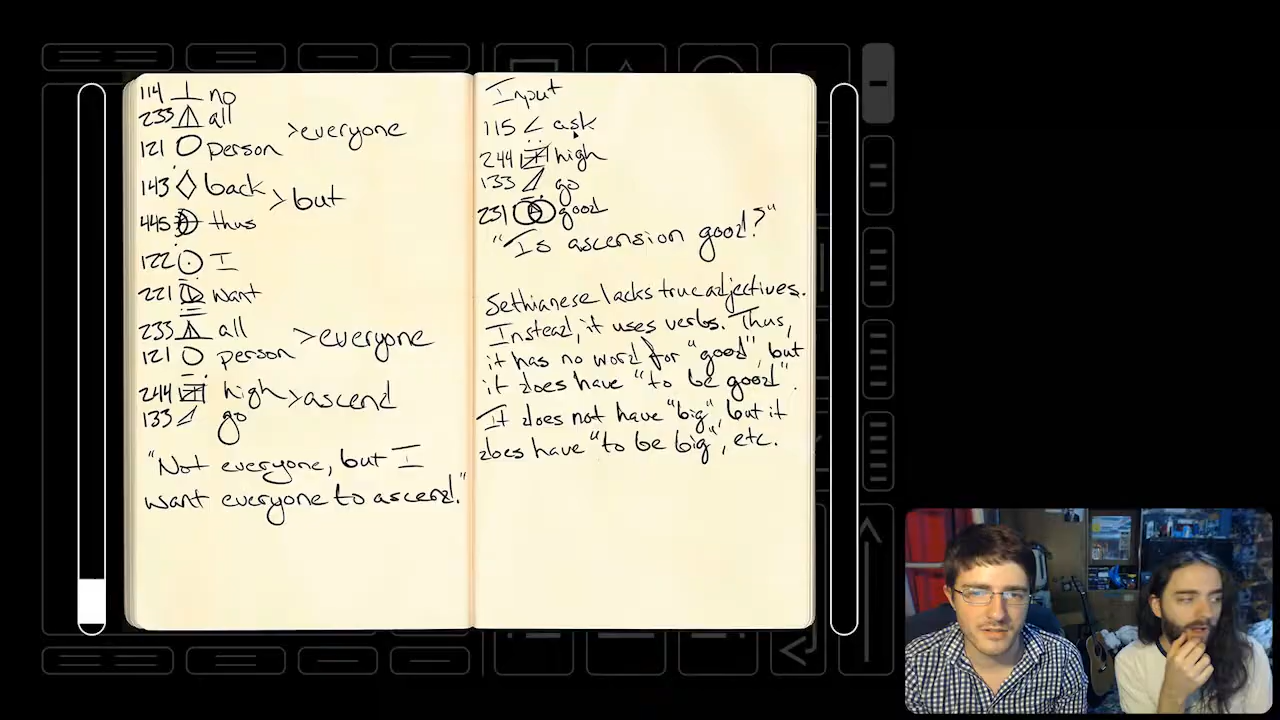 114 no
233 all
>everyone
121 person
143 back
>but
445 thus
122 I
221 want
233 all
>everyone
121 person
244 high
>ascend
133 go
"Not everyone, but I
want everyone to ascend."
Input
115 ask
244 high
133 go
231 good
"Is ascension good?"
Sethianese lacks true adjectives.
Instead, it uses verbs. Thus,
it has no word for "good", but
it does have "to be good".
It does not have "big", but it
does have "to be big", etc.